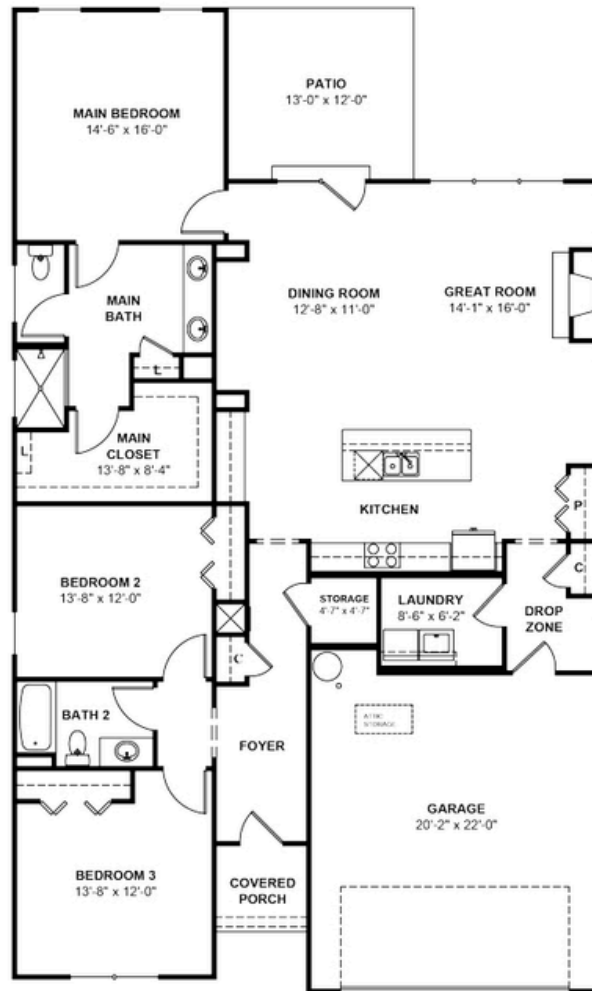 PATIO
13'-0" x 12'-0"
MAIN BEDROOM
14'-6" x 16'-0"
MAIN
BATH
DINING ROOM
12'-8" x 11'-0"
GREAT ROOM
14'-1" x 16'-0"
L
MAIN
CLOSET
13'-8" x 8'-4"
L
KITCHEN
P
BEDROOM 2
13'-8" x 12'-0"
STORAGE
4'-7" x 4'-7"
LAUNDRY
8'-6" x 6'-2"
C
DROP
ZONE
C
BATH 2
FOYER
ATTIC
STORAGE
GARAGE
20'-2" x 22'-0"
BEDROOM 3
13'-8" x 12'-0"
COVERED
PORCH